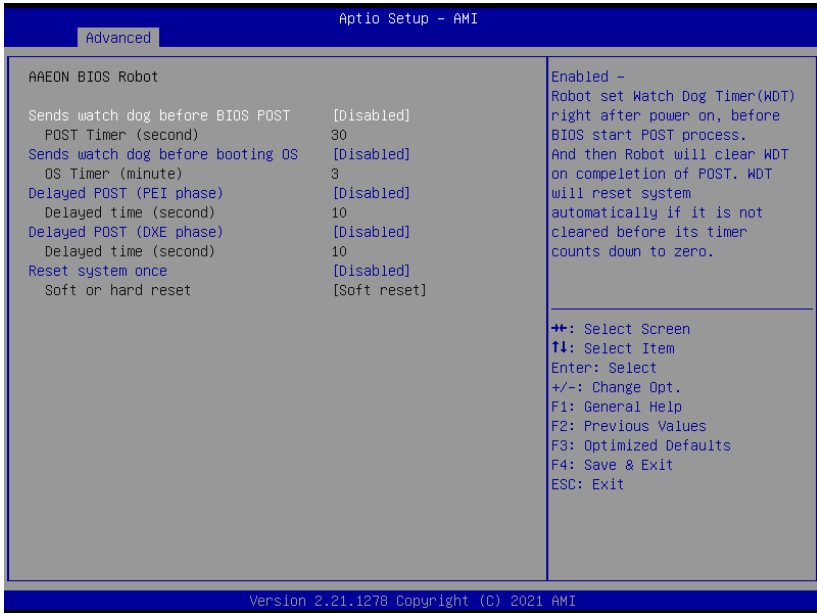 Aptio Setup – AMI
Advanced
AAEON BIOS Robot
Sends watch dog before BIOS POST [Disabled]
POST Timer (second) 30
Sends watch dog before booting OS [Disabled]
OS Timer (minute) 3
Delayed POST (PEI phase) [Disabled]
Delayed time (second) 10
Delayed POST (DXE phase) [Disabled]
Delayed time (second) 10
Reset system once [Disabled]
Soft or hard reset [Soft reset]
Enabled –
Robot set Watch Dog Timer(WDT)
right after power on, before
BIOS start POST process.
And then Robot will clear WDT
on compeletion of POST. WDT
will reset system
automatically if it is not
cleared before its timer
counts down to zero.
→←: Select Screen
↑↓: Select Item
Enter: Select
+/-: Change Opt.
F1: General Help
F2: Previous Values
F3: Optimized Defaults
F4: Save & Exit
ESC: Exit
Version 2.21.1278 Copyright (C) 2021 AMI